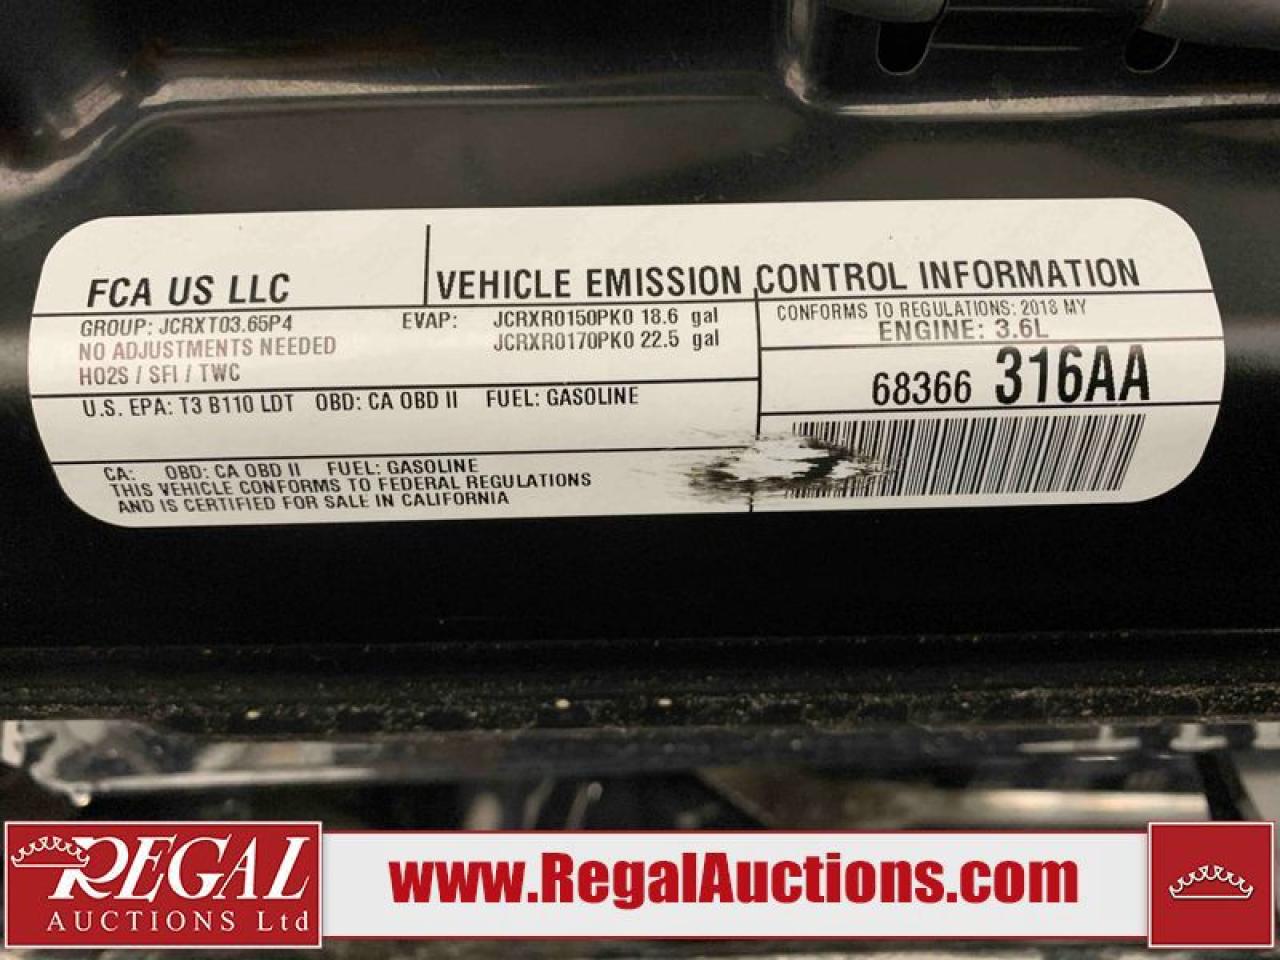 FCA US LLC
VEHICLE EMISSION CONTROL INFORMATION
GROUP: JCRXT03.65P4
NO ADJUSTMENTS NEEDED
HO2S / SFI / TWC
EVAP: JCRXR0150PK0 18.6 gal
JCRXR0170PK0 22.5 gal
CONFORMS TO REGULATIONS: 2018 MY
ENGINE: 3.6L
68366 316AA
U.S. EPA: T3 B110 LDT OBD: CA OBD II FUEL: GASOLINE
CA: OBD: CA OBD II FUEL: GASOLINE
THIS VEHICLE CONFORMS TO FEDERAL REGULATIONS
AND IS CERTIFIED FOR SALE IN CALIFORNIA
REGAL
AUCTIONS Ltd
www.RegalAuctions.com